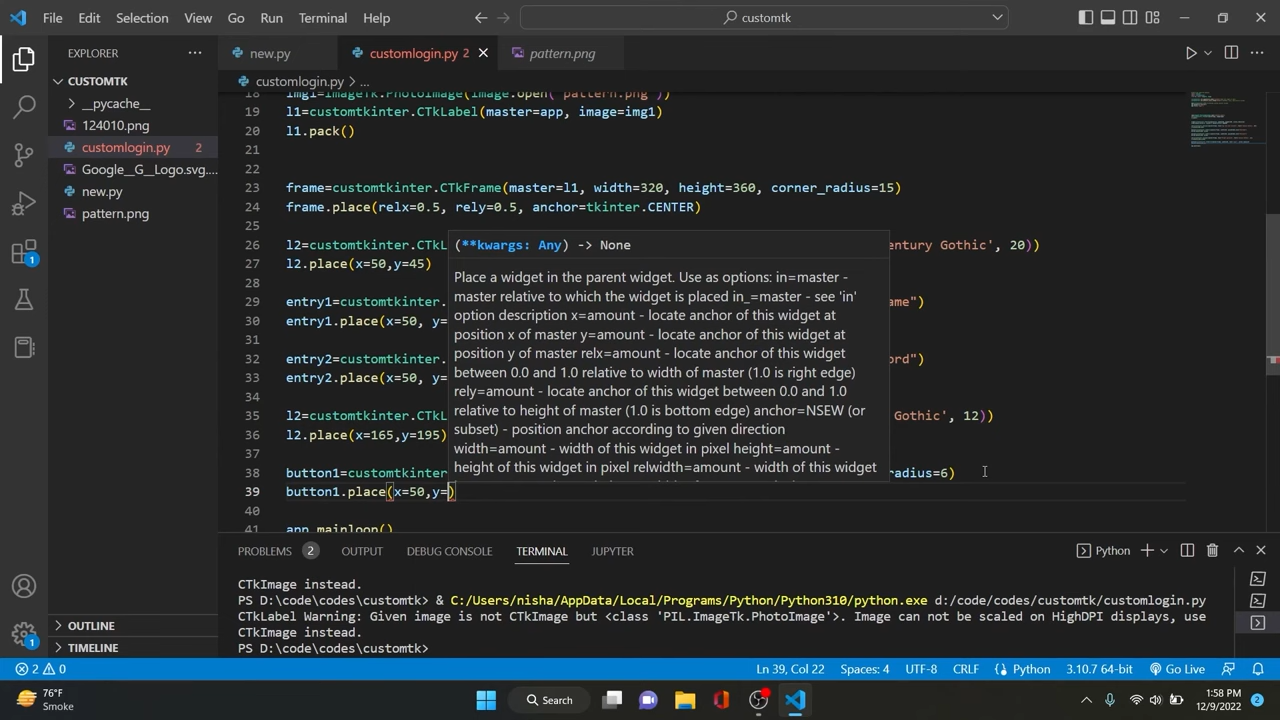 File Edit Selection View Go Run Terminal Help
customtk
EXPLORER
new.py customlogin.py 2 pattern.png
CUSTOMTK
customlogin.py > ...
__pycache__
124010.png
customlogin.py 2
Google__G__Logo.svg....
new.py
pattern.png
19 l1=customtkinter.CTkLabel(master=app, image=img1)
20 l1.pack()
21
22
23 frame=customtkinter.CTkFrame(master=l1, width=320, height=360, corner_radius=15)
24 frame.place(relx=0.5, rely=0.5, anchor=tkinter.CENTER)
25
26 l2=customtkinter.CTkL entury Gothic', 20))
27 l2.place(x=50,y=45)
28
29 entry1=customtkinter. ame")
30 entry1.place(x=50, y=
31
32 entry2=customtkinter. ord")
33 entry2.place(x=50, y=
34
35 l2=customtkinter.CTkL Gothic', 12))
36 l2.place(x=165,y=195)
37
38 button1=customtkinter radius=6)
39 button1.place(x=50,y=)
40
41 app.mainloop()
(**kwargs: Any) -> None
Place a widget in the parent widget. Use as options: in=master -
master relative to which the widget is placed in_=master - see 'in'
option description x=amount - locate anchor of this widget at
position x of master y=amount - locate anchor of this widget at
position y of master relx=amount - locate anchor of this widget
between 0.0 and 1.0 relative to width of master (1.0 is right edge)
rely=amount - locate anchor of this widget between 0.0 and 1.0
relative to height of master (1.0 is bottom edge) anchor=NSEW (or
subset) - position anchor according to given direction
width=amount - width of this widget in pixel height=amount -
height of this widget in pixel relwidth=amount - width of this widget
PROBLEMS 2 OUTPUT DEBUG CONSOLE TERMINAL JUPYTER
Python
CTkImage instead.
PS D:\code\codes\customtk> & C:/Users/nisha/AppData/Local/Programs/Python/Python310/python.exe d:/code/codes/customtk/customlogin.py
CTkLabel Warning: Given image is not CTkImage but <class 'PIL.ImageTk.PhotoImage'>. Image can not be scaled on HighDPI displays, use
CTkImage instead.
PS D:\code\codes\customtk>
OUTLINE
TIMELINE
2 0 Ln 39, Col 22 Spaces: 4 UTF-8 CRLF Python 3.10.7 64-bit Go Live
76°F
Smoke
Search
1:58 PM
12/9/2022
2